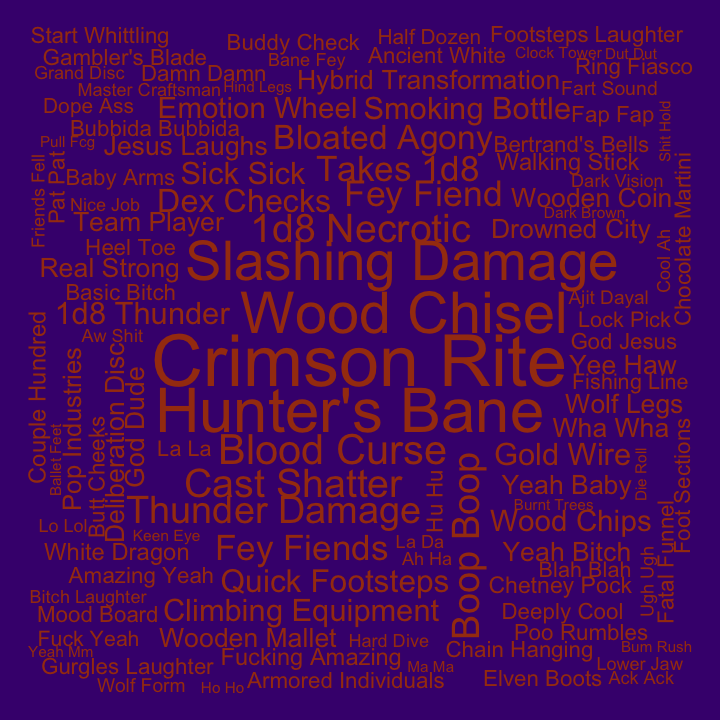 Start Whittling
Buddy Check
Half Dozen
Footsteps Laughter
Gambler's Blade
Bane Fey
Ancient White
Clock Tower
Dut Dut
Grand Disc
Damn Damn
Ring Fiasco
Master Craftsman
Hind Legs
Hybrid Transformation
Fart Sound
Dope Ass
Emotion Wheel
Smoking Bottle
Fap Fap
Shit Hold
Bubbida Bubbida
Bloated Agony
Pull Fcg
Jesus Laughs
Bertrand's Bells
Friends Fell
Pat Pat
Baby Arms
Sick Sick
Takes 1d8
Walking Stick
Dark Vision
Chocolate Martini
Nice Job
Dex Checks
Fey Fiend
Wooden Coin
Dark Brown
Team Player
1d8 Necrotic
Drowned City
Heel Toe
Real Strong
Slashing Damage
Cool Ah
Basic Bitch
Ajit Dayal
1d8 Thunder
Wood Chisel
Lock Pick
Aw Shit
God Jesus
Couple Hundred
Pop Industries
Deliberation Disc
God Dude
Crimson Rite
Yee Haw
Fishing Line
Hunter's Bane
Wolf Legs
Ballet Feet
Butt Cheeks
La La
Blood Curse
Wha Wha
Gold Wire
Die Roll
Foot Sections
Cast Shatter
Hu Hu
Boop Boop
Yeah Baby
Thunder Damage
Burnt Trees
Lo Lol
Keen Eye
Wood Chips
Fatal Funnel
White Dragon
Fey Fiends
La Da
Yeah Bitch
Ah Ha
Blah Blah
Ugh Ugh
Amazing Yeah
Quick Footsteps
Chetney Pock
Bitch Laughter
Mood Board
Climbing Equipment
Deeply Cool
Fuck Yeah
Wooden Mallet
Hard Dive
Poo Rumbles
Yeah Mm
Chain Hanging
Bum Rush
Gurgles Laughter
Fucking Amazing
Ma Ma
Lower Jaw
Wolf Form
Ho Ho
Armored Individuals
Elven Boots
Ack Ack